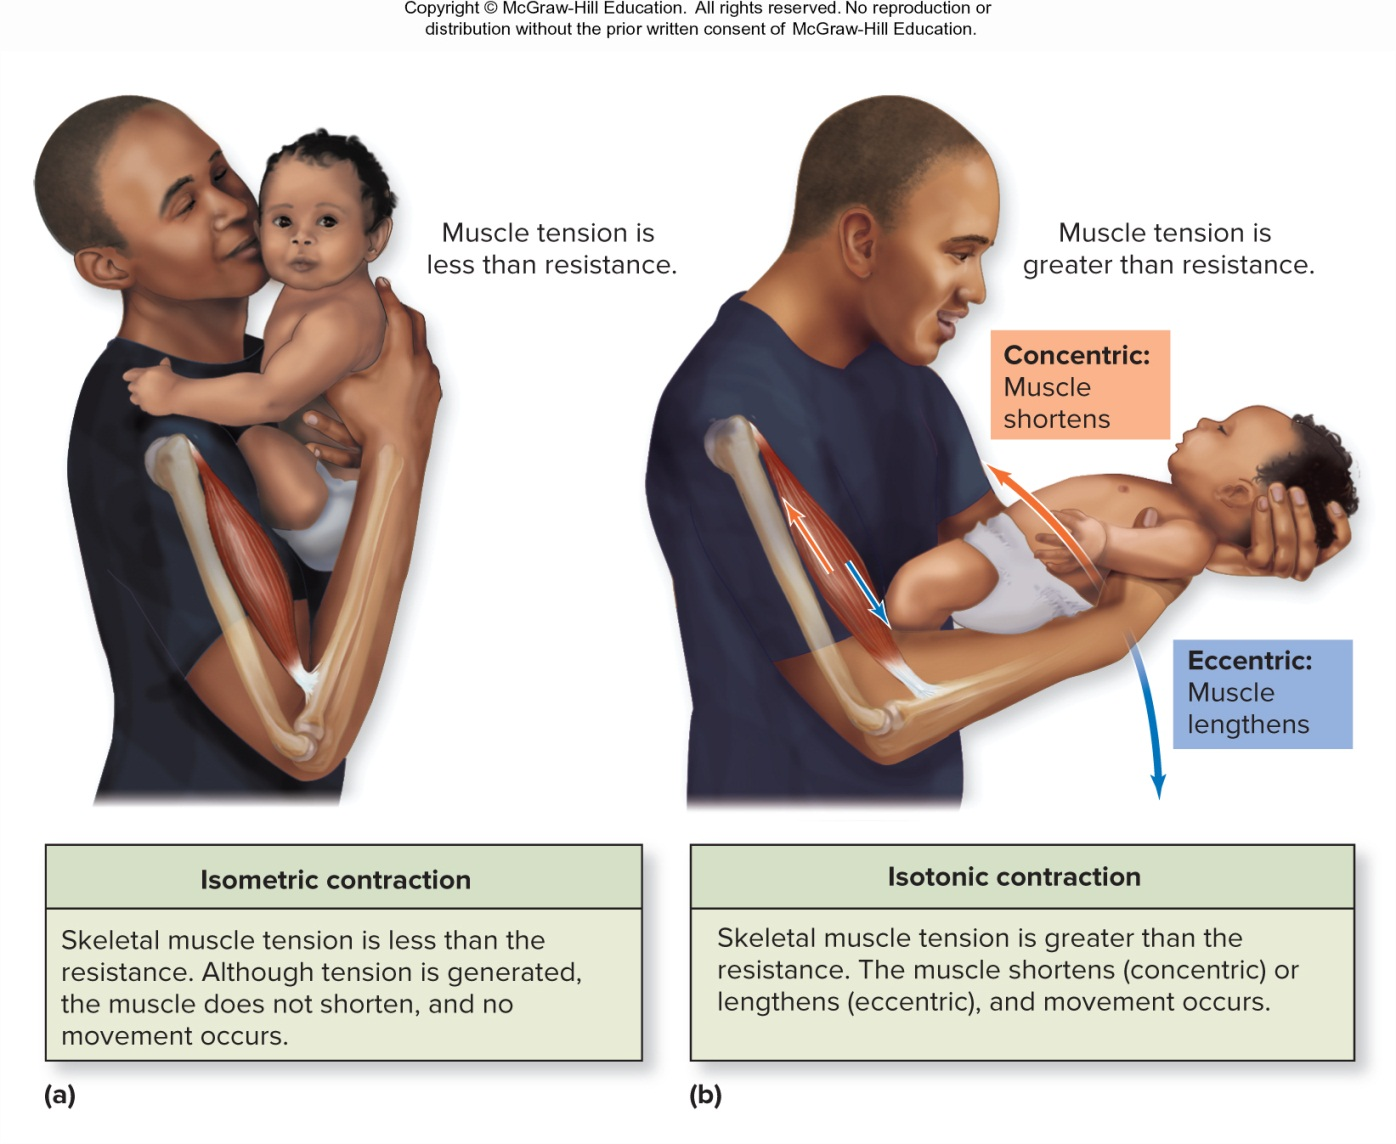 Copyright © McGraw-Hill Education. All rights reserved. No reproduction or
distribution without the prior written consent of McGraw-Hill Education.
Muscle tension is
less than resistance.
Muscle tension is
greater than resistance.
Concentric:
Muscle
shortens
Eccentric:
Muscle
lengthens
Isometric contraction
Skeletal muscle tension is less than the
resistance. Although tension is generated,
the muscle does not shorten, and no
movement occurs.
(a)
Isotonic contraction
Skeletal muscle tension is greater than the
resistance. The muscle shortens (concentric) or
lengthens (eccentric), and movement occurs.
(b)